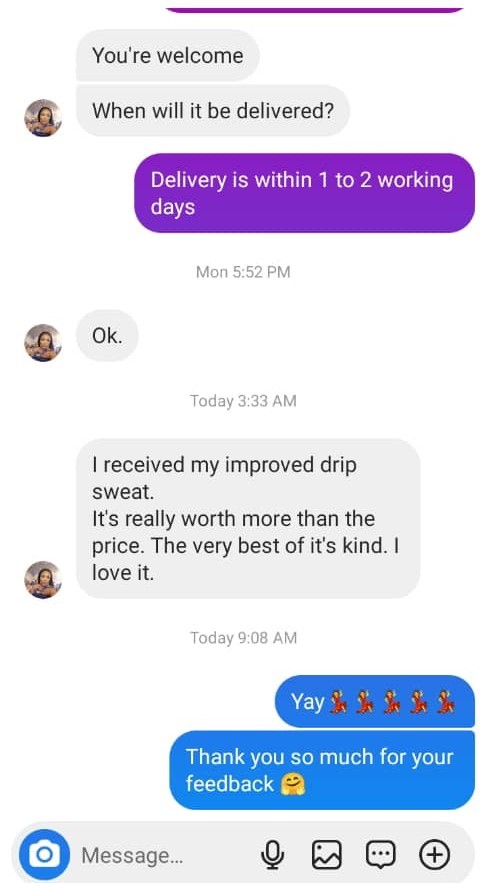 You're welcome
When will it be delivered?
Delivery is within 1 to 2 working
days
Mon 5:52 PM
Ok.
Today 3:33 AM
I received my improved drip
sweat.
It's really worth more than the
price. The very best of it's kind. I
love it.
Today 9:08 AM
Yay 💃💃💃💃💃
Thank you so much for your
feedback 🤗
Message...